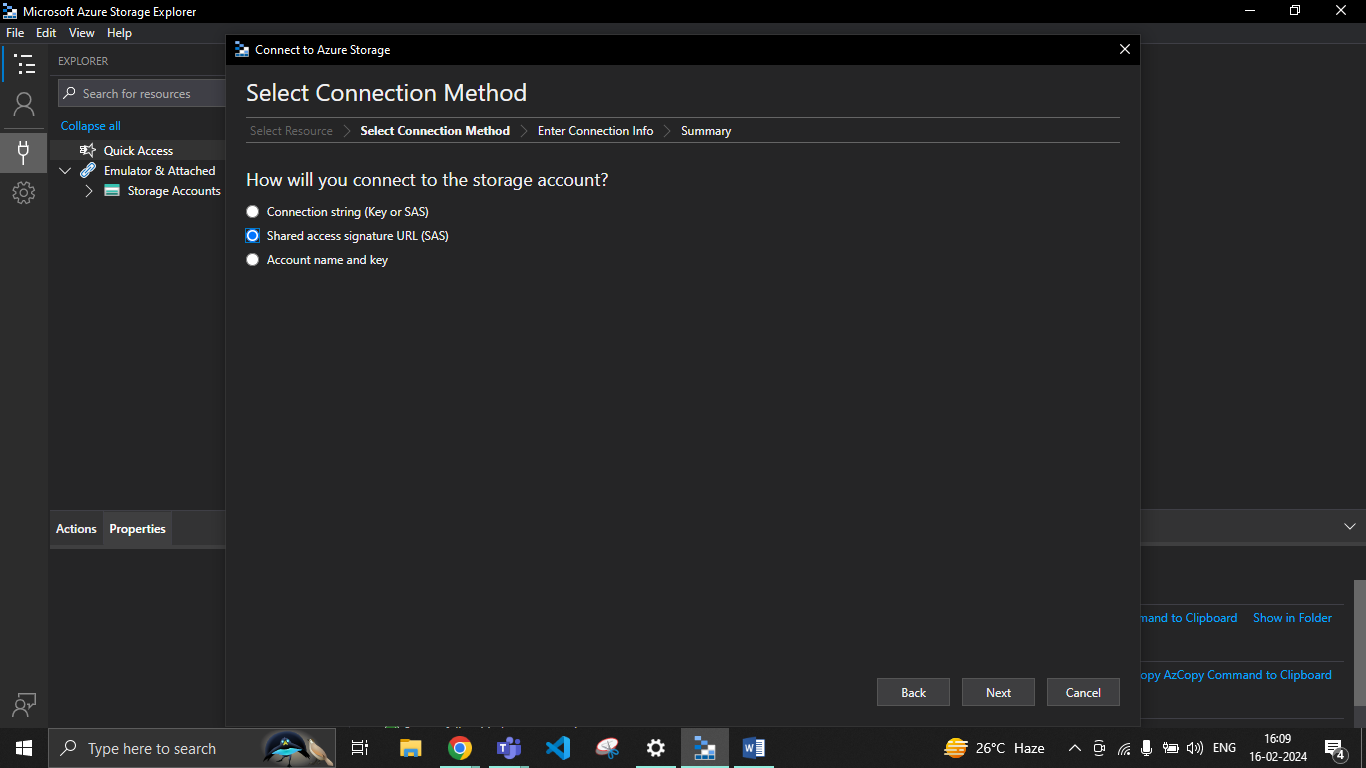 Microsoft Azure Storage Explorer
File Edit View Help
EXPLORER
Search for resources
Collapse all
Quick Access
Emulator & Attached
Storage Accounts
Actions Properties
Connect to Azure Storage
Select Connection Method
Select Resource Select Connection Method Enter Connection Info Summary
How will you connect to the storage account?
Connection string (Key or SAS)
Shared access signature URL (SAS)
Account name and key
Back Next Cancel
to Clipboard Show in Folder
AzCopy Command to Clipboard
Type here to search
26°C Haze
ENG
16:09
16-02-2024
4